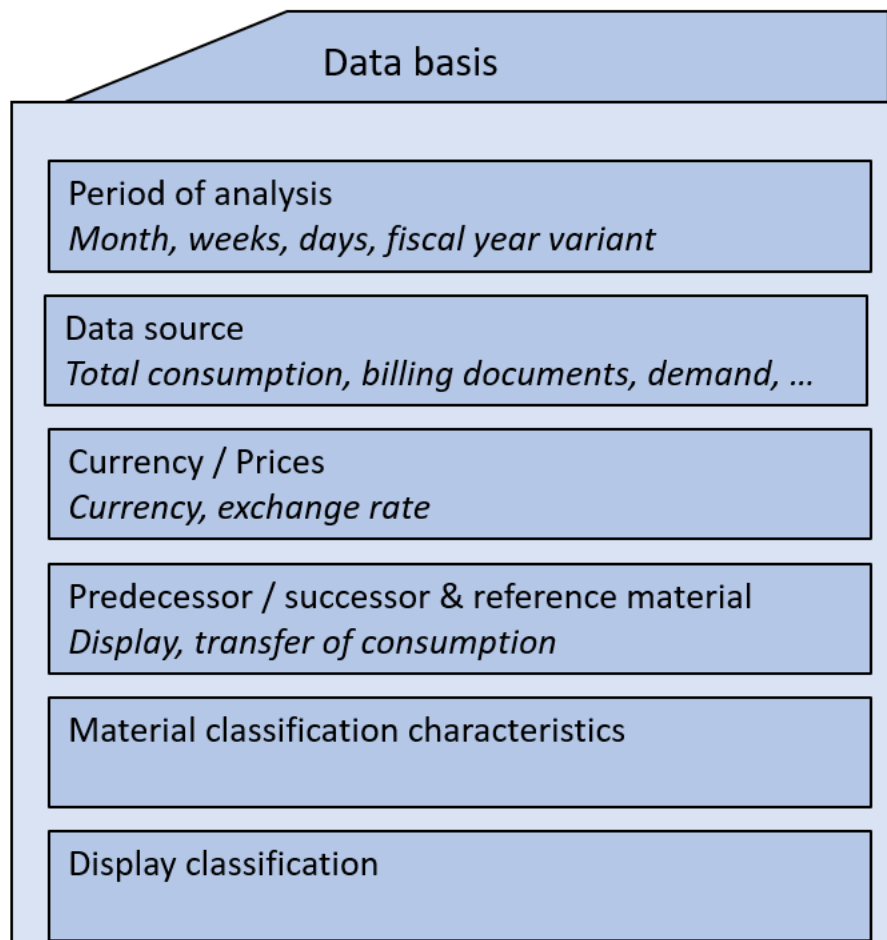 Data basis
Period of analysis
Month, weeks, days, fiscal year variant
Data source
Total consumption, billing documents, demand, ...
Currency / Prices
Currency, exchange rate
Predecessor / successor & reference material
Display, transfer of consumption
Material classification characteristics
Display classification